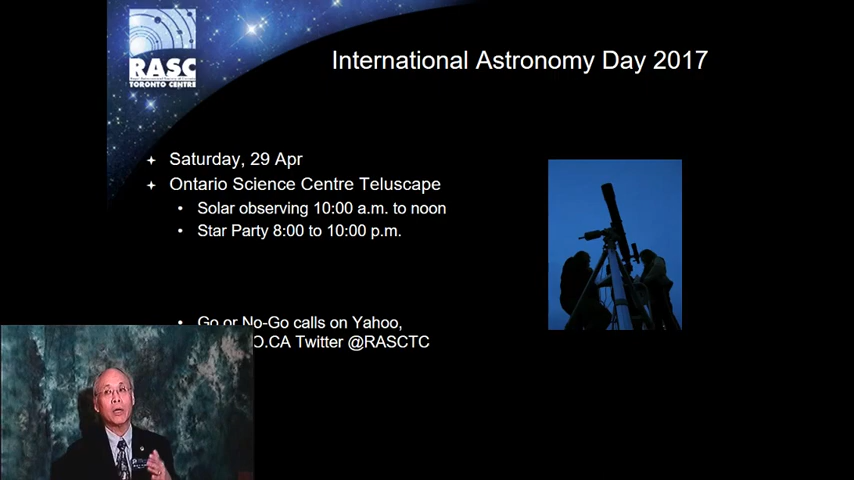 RASC
TORONTO CENTRE
International Astronomy Day 2017
Saturday, 29 Apr
Ontario Science Centre Teluscape
Solar observing 10:00 a.m. to noon
Star Party 8:00 to 10:00 p.m.
Go or No-Go calls on Yahoo,
O.CA Twitter @RASCTC